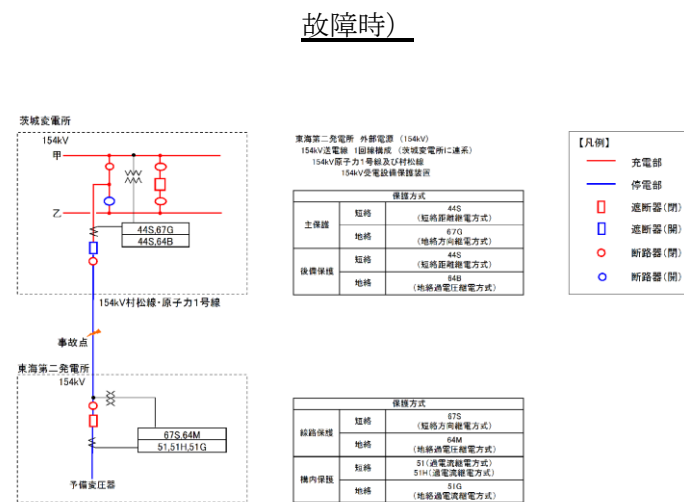 故障時)
茨城変電所
154kV
甲
乙
44S,67G
44S,64B
154kV村松線・原子力1号線
事故点
東海第二発電所
154kV
67S,64M
51,51H,51G
予備変圧器
東海第二発電所 外部電源 (154kV)
154kV送電線 1回線構成 (茨城変電所に連系)
154kV原子力1号線及び村松線
154kV受電設備保護装置
保護方式
主保護
短絡
44S
(短絡距離継電方式)
地絡
67G
(地絡方向継電方式)
後備保護
短絡
44S
(短絡距離継電方式)
地絡
64B
(地絡過電圧継電方式)
保護方式
線路保護
短絡
67S
(短絡方向継電方式)
地絡
64M
(地絡過電圧継電方式)
構内保護
短絡
51(過電流継電方式)
51H(過電流継電方式)
地絡
51G
(地絡過電流継電方式)
【凡例】
充電部
停電部
遮断器(閉)
遮断器(開)
断路器(閉)
断路器(開)